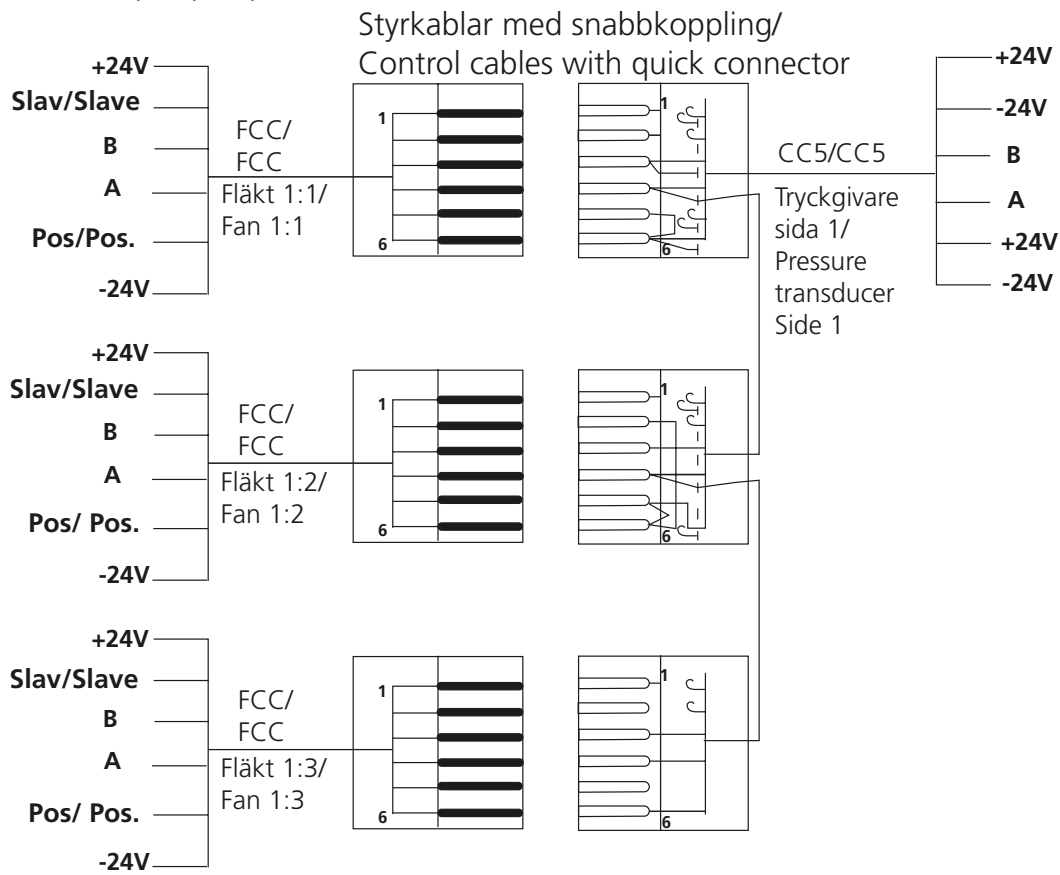 Styrkablar med snabbkoppling/
Control cables with quick connector
+24V
Slav/Slave
B
A
Pos/Pos.
-24V
FCC/
FCC
Fläkt 1:1/
Fan 1:1
1
6
1
6
CC5/CC5
Tryckgivare
sida 1/
Pressure
transducer
Side 1
+24V
-24V
B
A
+24V
-24V
+24V
Slav/Slave
B
A
Pos/ Pos.
-24V
FCC/
FCC
Fläkt 1:2/
Fan 1:2
1
6
1
6
+24V
Slav/Slave
B
A
Pos/ Pos.
-24V
FCC/
FCC
Fläkt 1:3/
Fan 1:3
1
6
1
6